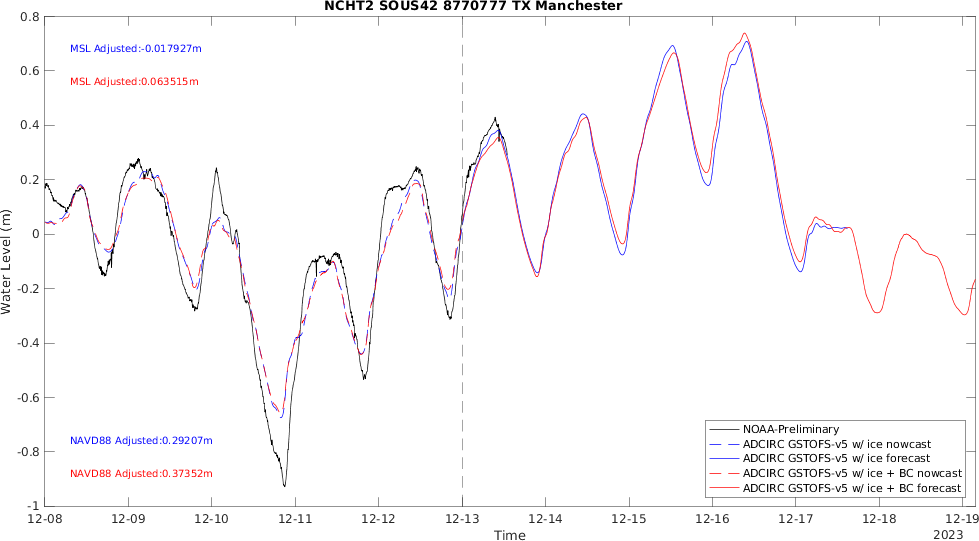 NCHT2 SOUS42 8770777 TX Manchester
0.8
0.6
0.4
0.2
0
-0.2
-0.4
-0.6
-0.8
-1
Water Level (m)
MSL Adjusted:-0.017927m
MSL Adjusted:0.063515m
NAVD88 Adjusted:0.29207m
NAVD88 Adjusted:0.37352m
NOAA-Preliminary
ADCIRC GSTOFS-v5 w/ ice nowcast
ADCIRC GSTOFS-v5 w/ ice forecast
ADCIRC GSTOFS-v5 w/ ice + BC nowcast
ADCIRC GSTOFS-v5 w/ ice + BC forecast
12-08 12-09 12-10 12-11 12-12 12-13 12-14 12-15 12-16 12-17 12-18 12-19
Time
2023